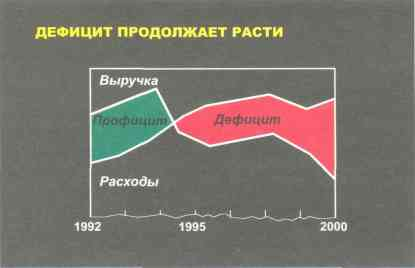 ДЕФИЦИТ ПРОДОЛЖАЕТ РАСТИ
Выручка
Профицит Дефицит
Расходы
1992 1995 2000